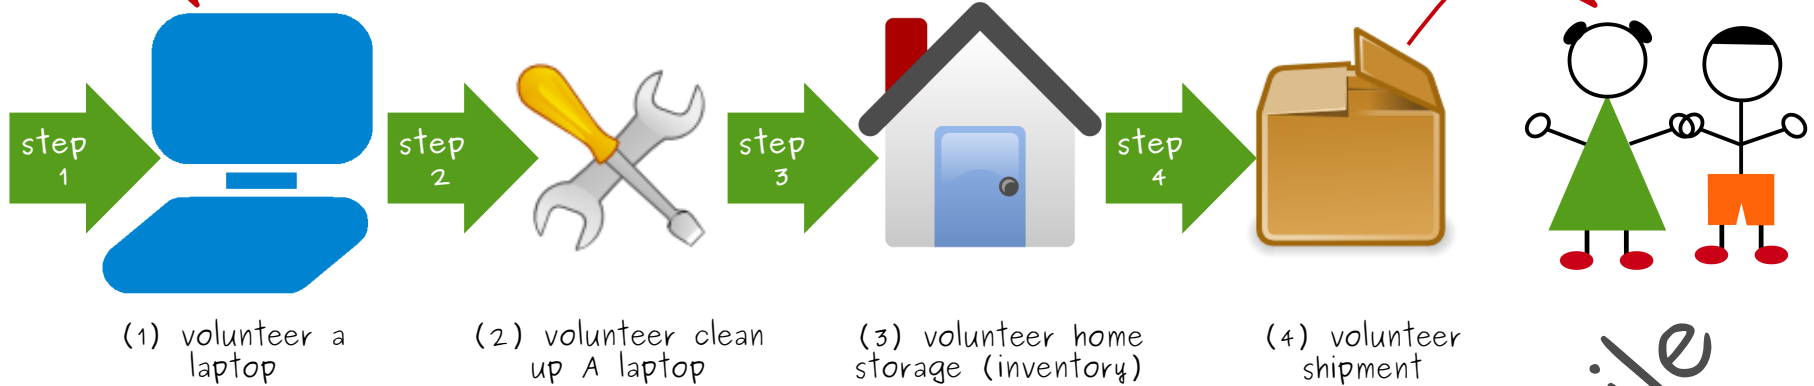 step
1
step
2
step
3
step
4
(1) volunteer a
laptop
(2) volunteer clean
up A laptop
(3) volunteer home
storage (inventory)
(4) volunteer
shipment